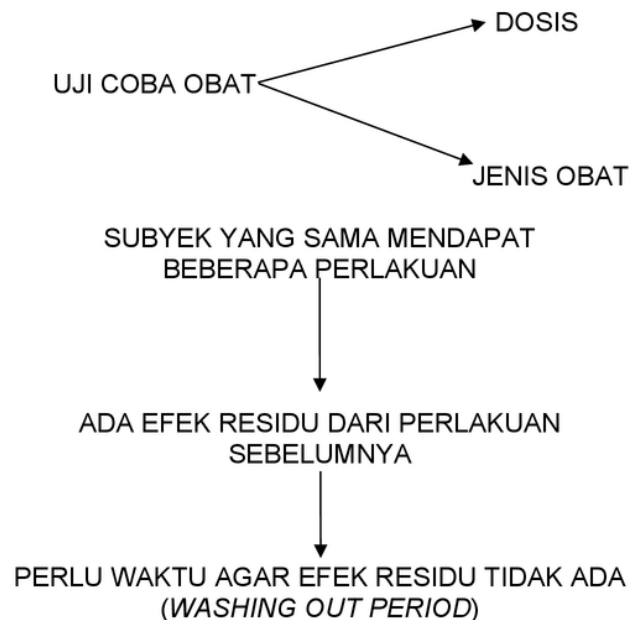 DOSIS
UJI COBA OBAT
JENIS OBAT
SUBYEK YANG SAMA MENDAPAT
BEBERAPA PERLAKUAN
ADA EFEK RESIDU DARI PERLAKUAN
SEBELUMNYA
PERLU WAKTU AGAR EFEK RESIDU TIDAK ADA
(WASHING OUT PERIOD)